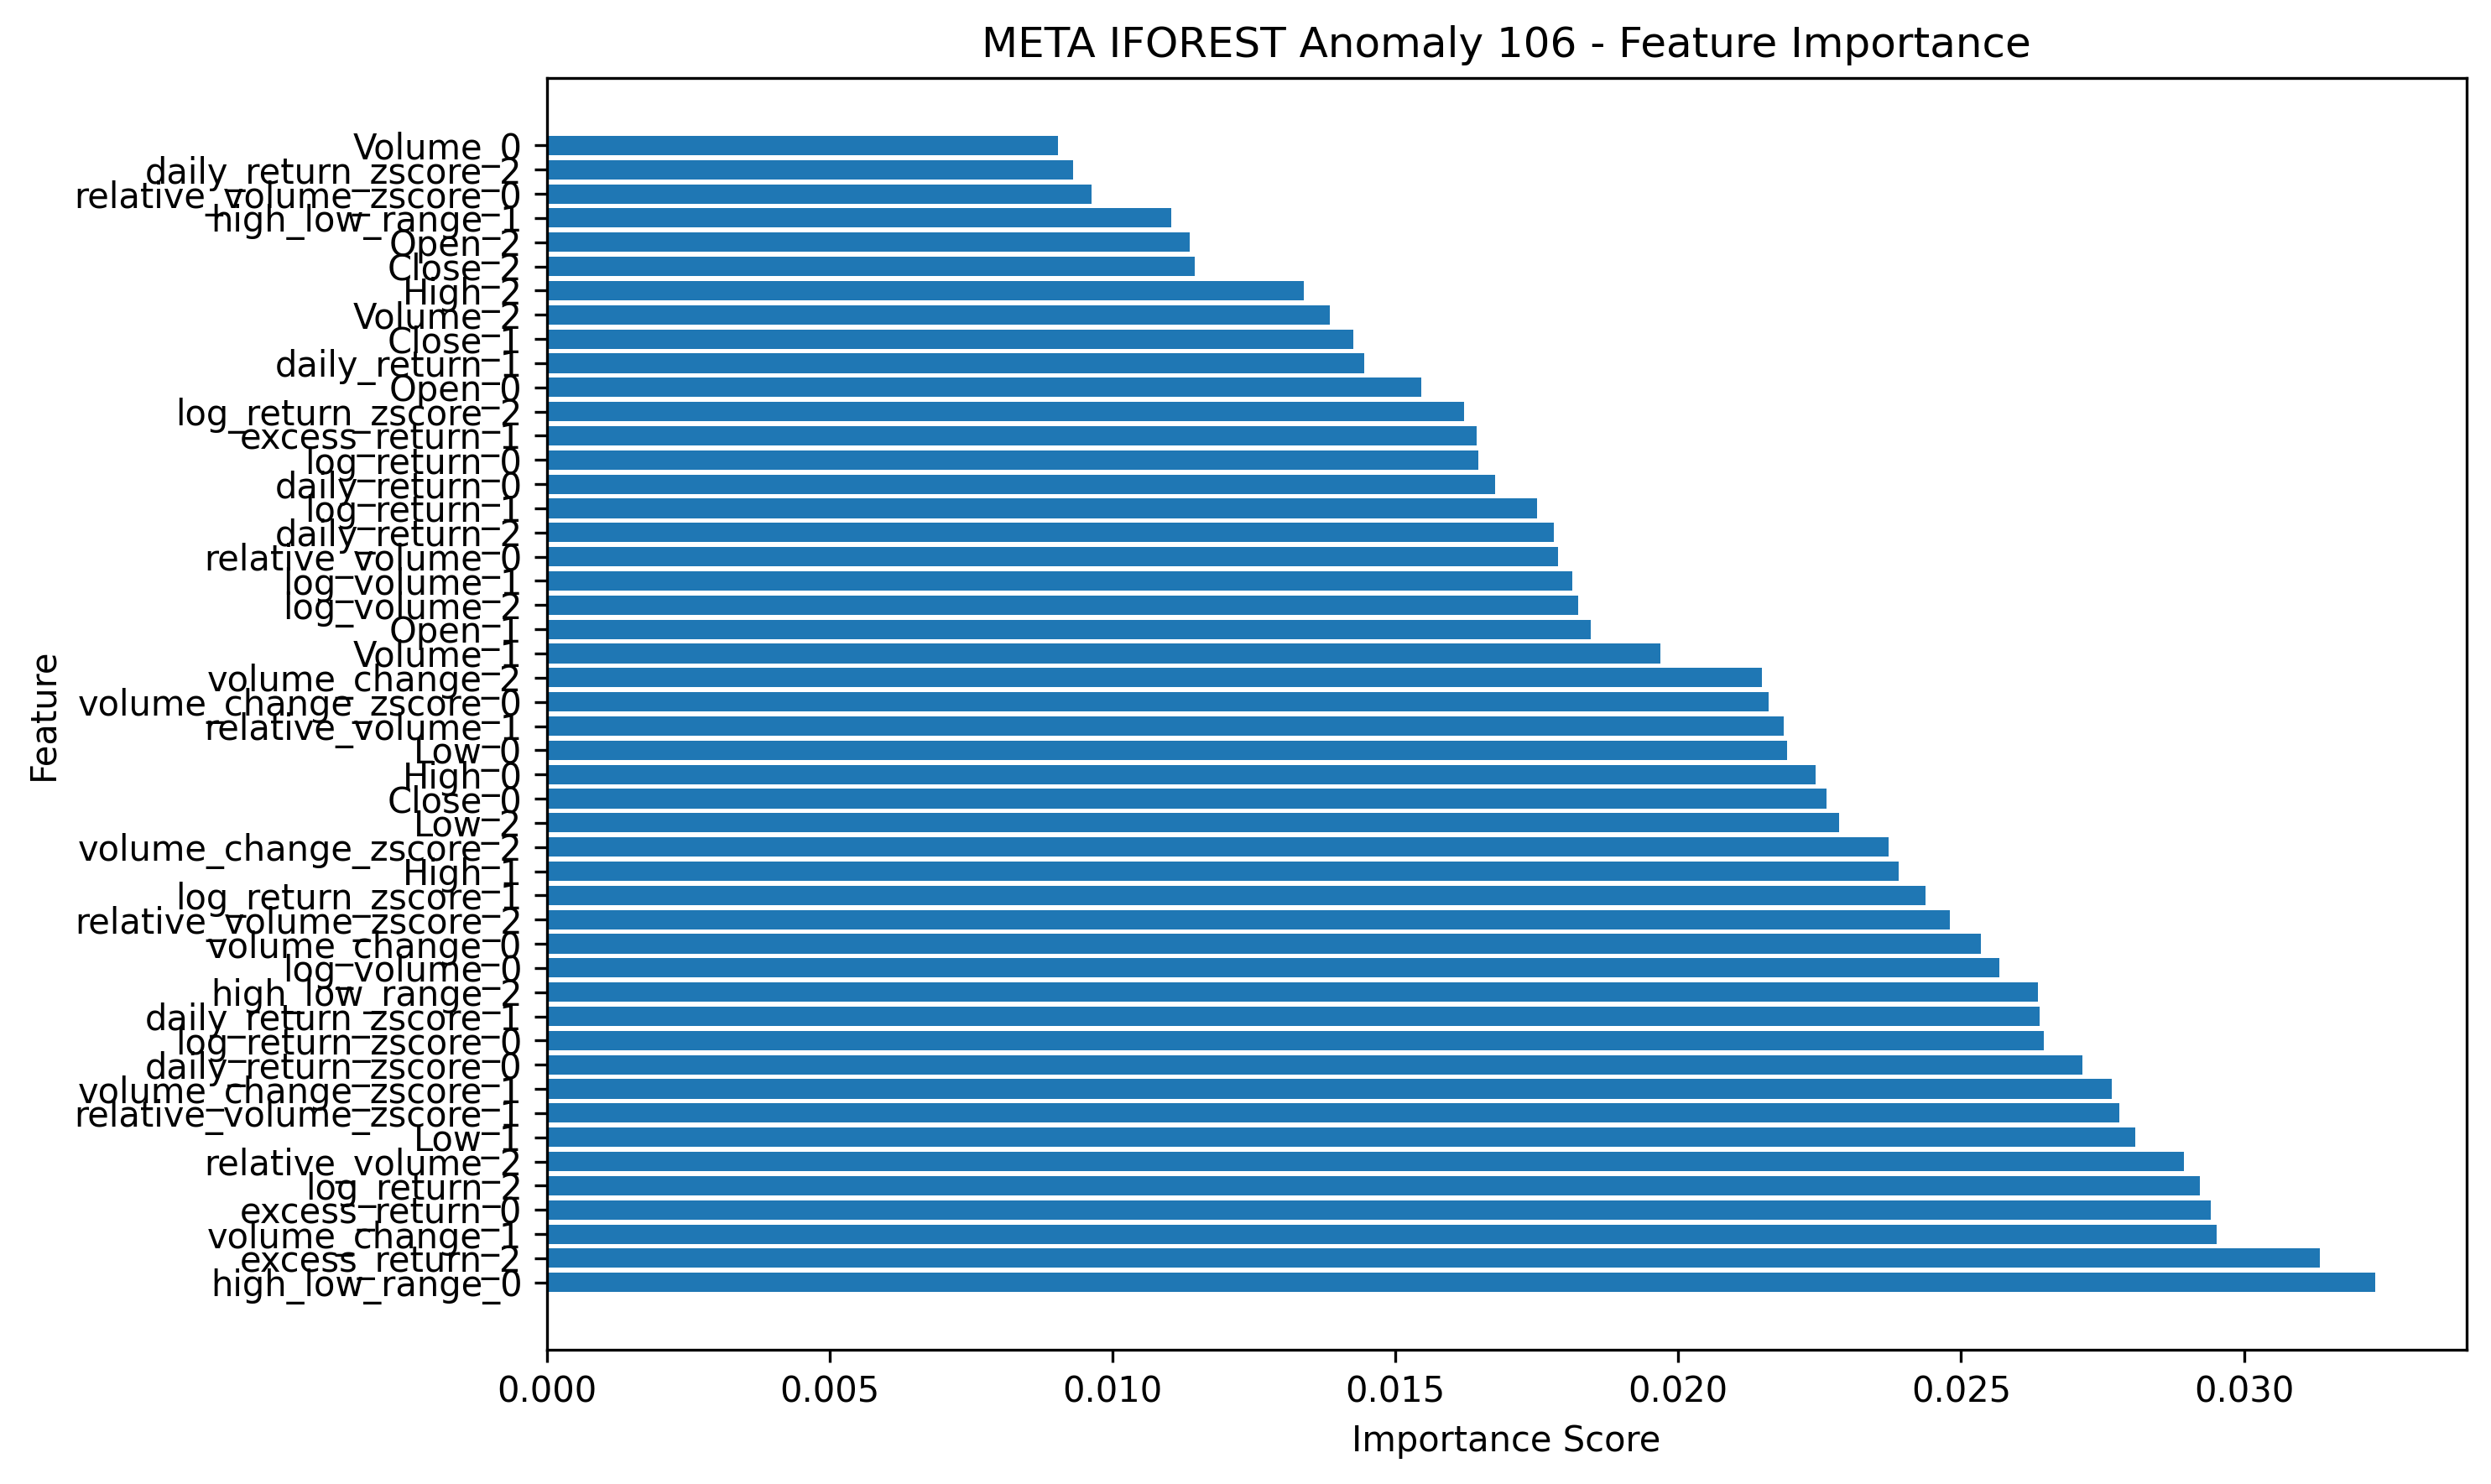 META IFOREST Anomaly 106 - Feature Importance
Volume_0
daily_return_zscore_2
relative_volume_zscore_0
high_low_range_1
Open_2
Close_2
High_2
Volume_2
Close_1
daily_return_1
Open_0
log_return_zscore_2
excess_return_1
log_return_0
daily_return_0
log_return_1
daily_return_2
relative_volume_0
log_volume_1
log_volume_2
Open_1
Volume_1
volume_change_2
volume_change_zscore_0
relative_volume_1
Low_0
High_0
Close_0
Low_2
volume_change_zscore_2
High_1
log_return_zscore_1
relative_volume_zscore_2
volume_change_0
log_volume_0
high_low_range_2
daily_return_zscore_1
log_return_zscore_0
daily_return_zscore_0
volume_change_zscore_1
relative_volume_zscore_1
Low_1
relative_volume_2
log_return_2
excess_return_0
volume_change_1
excess_return_2
high_low_range_0
Feature
0.000 0.005 0.010 0.015 0.020 0.025 0.030
Importance Score